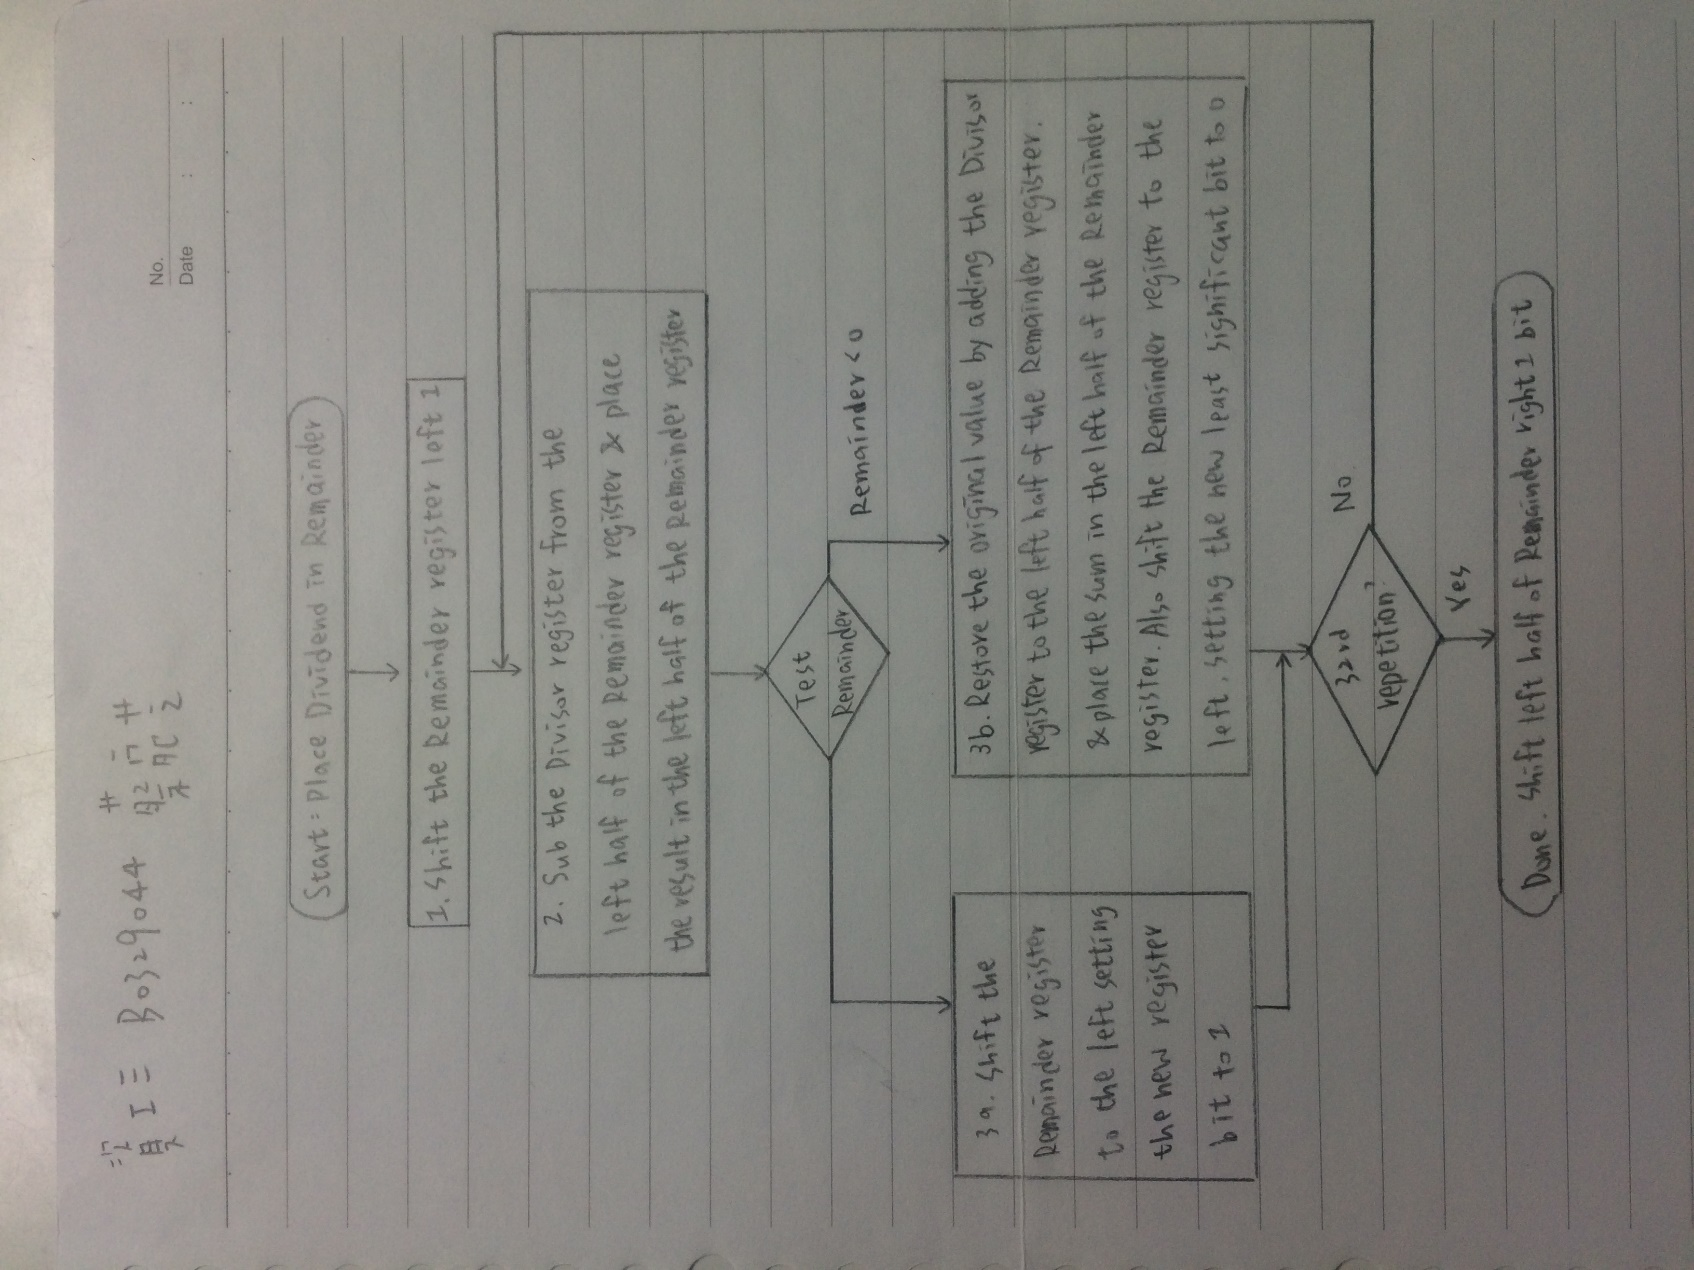 資工三 B0329044
No.
Date : :
Start: Place Dividend in Remainder
1. Shift the Remainder register left 1
2. Sub the Divisor register from the
left half of the Remainder register & place
the result in the left half of the Remainder register
Test
Remainder
Remainder < 0
3a. Shift the
Remainder register
to the left setting
the new register
bit to 1
3b. Restore the original value by adding the Divisor
register to the left half of the Remainder register.
& place the sum in the left half of the Remainder
register. Also shift the Remainder register to the
left, setting the new least significant bit to 0
32nd
repetition?
No.
Yes
Done. Shift left half of Remainder right 1 bit